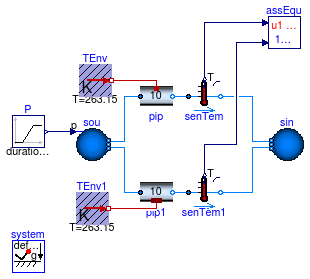 assEqu
u1 ...
1...
TEnv
K
T=263.15
10
pip
T
senTem
P
duratio...
p
sou
sin
TEnv1
K
T=263.15
10
pip1
T
senTem1
system
def...
g